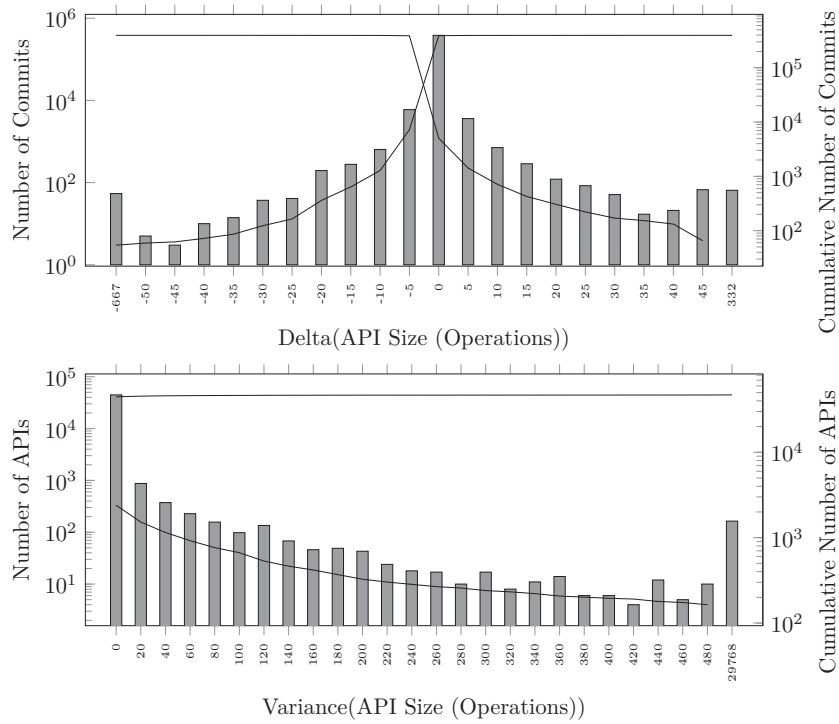 10^6
10^4
10^2
10^0
Number of Commits
10^5
10^4
10^3
10^2
Cumulative Number of Commits
-667 -50 -45 -40 -35 -30 -25 -20 -15 -10 -5 0 5 10 15 20 25 30 35 40 45 332
Delta(API Size (Operations))
10^5
10^4
10^3
10^2
10^1
Number of APIs
10^4
10^3
10^2
Cumulative Number of APIs
0 20 40 60 80 100 120 140 160 180 200 220 240 260 280 300 320 340 360 380 400 420 440 460 480 29768
Variance(API Size (Operations))